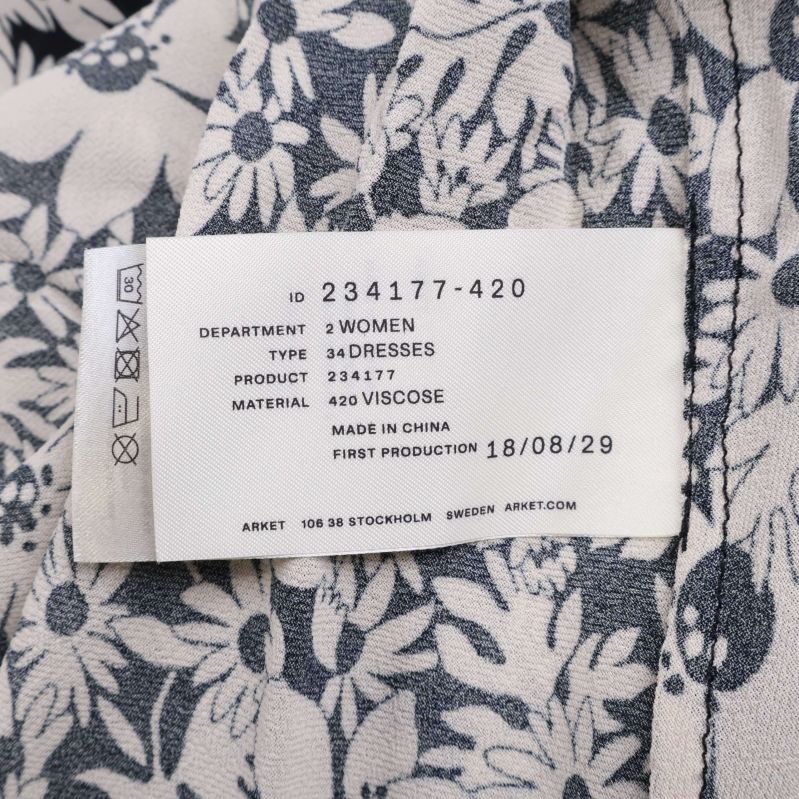 ID 234177-420
DEPARTMENT 2 WOMEN
TYPE 34 DRESSES
PRODUCT 234177
MATERIAL 420 VISCOSE
MADE IN CHINA
FIRST PRODUCTION 18/08/29
ARKET 106 38 STOCKHOLM SWEDEN ARKET.COM
30